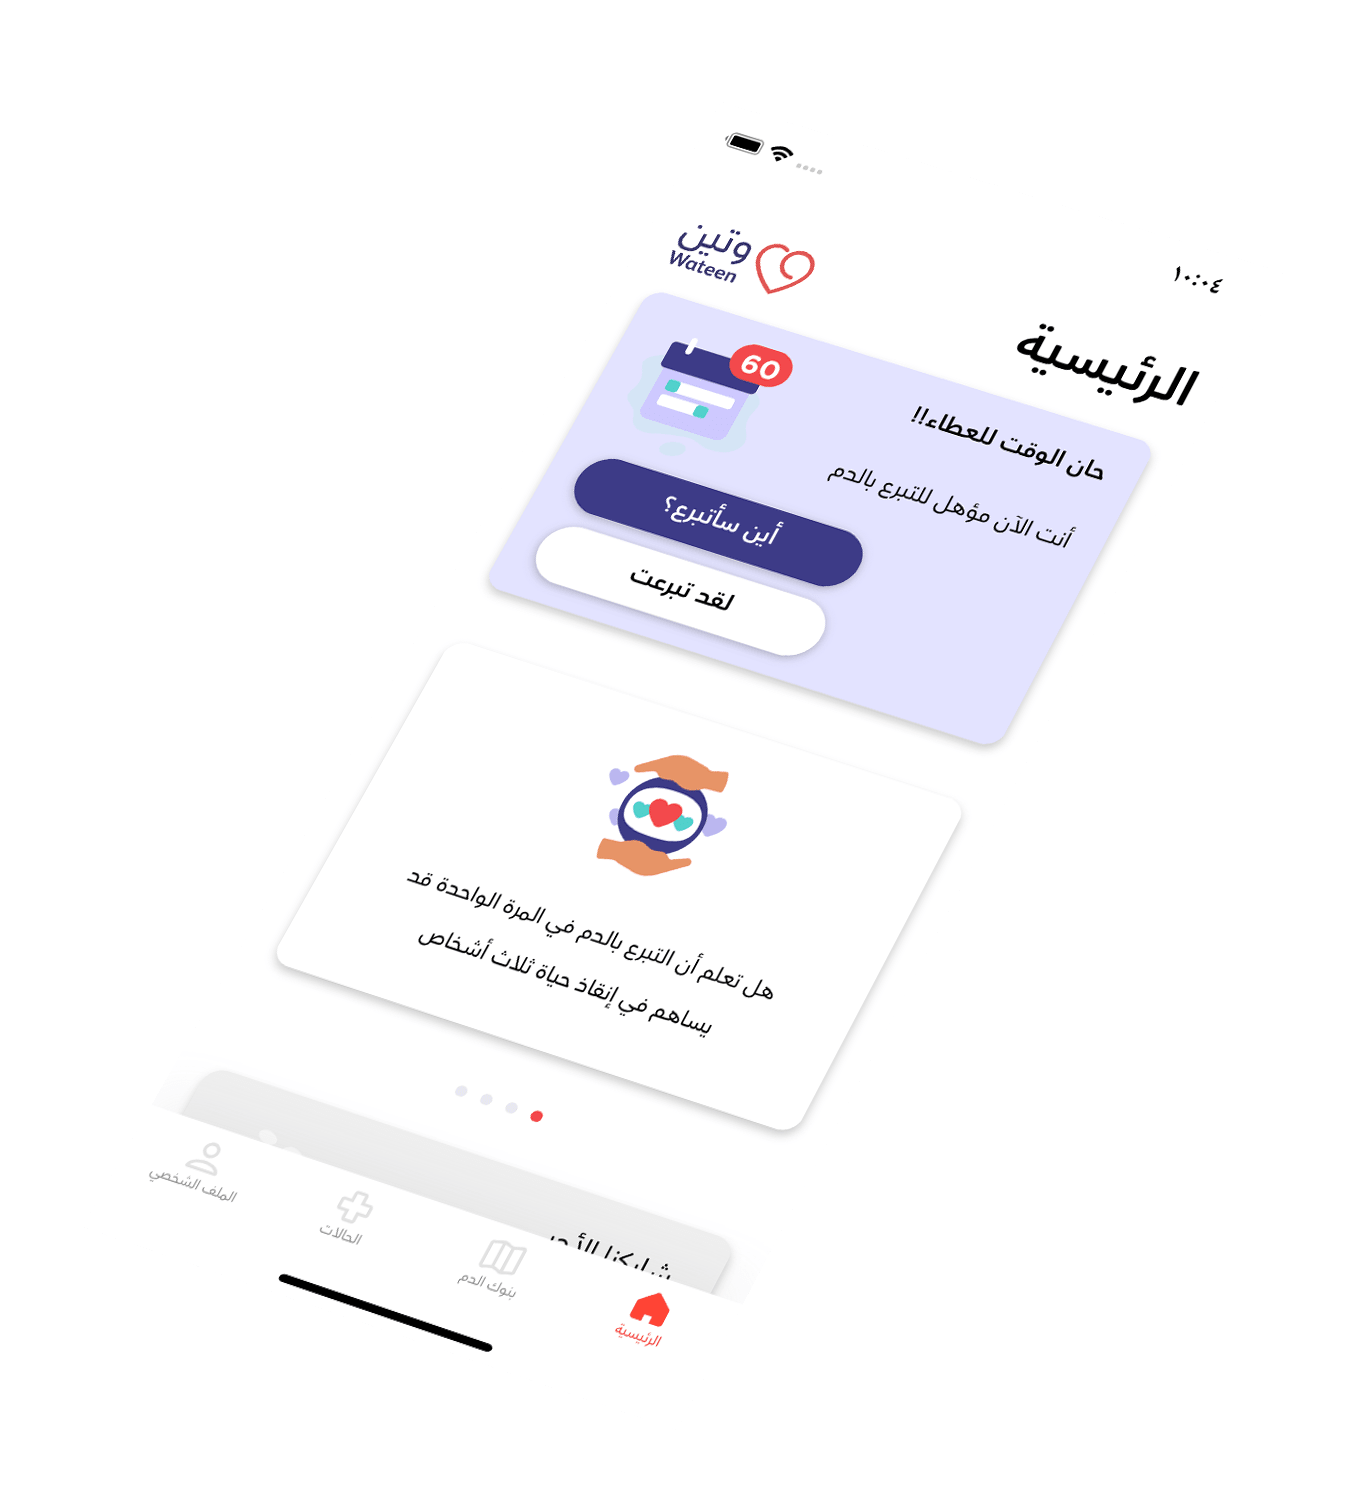 ١٠:٠٤
وتين
Wateen
الرئيسية
60
حان الوقت للعطاء!!
أنت الآن مؤهل للتبرع بالدم
أين سأتبرع؟
لقد تبرعت
هل تعلم أن التبرع بالدم في المرة الواحدة قد
يساهم في إنقاذ حياة ثلاث أشخاص
الرئيسية
بنوك الدم
الحالات
الملف الشخصي